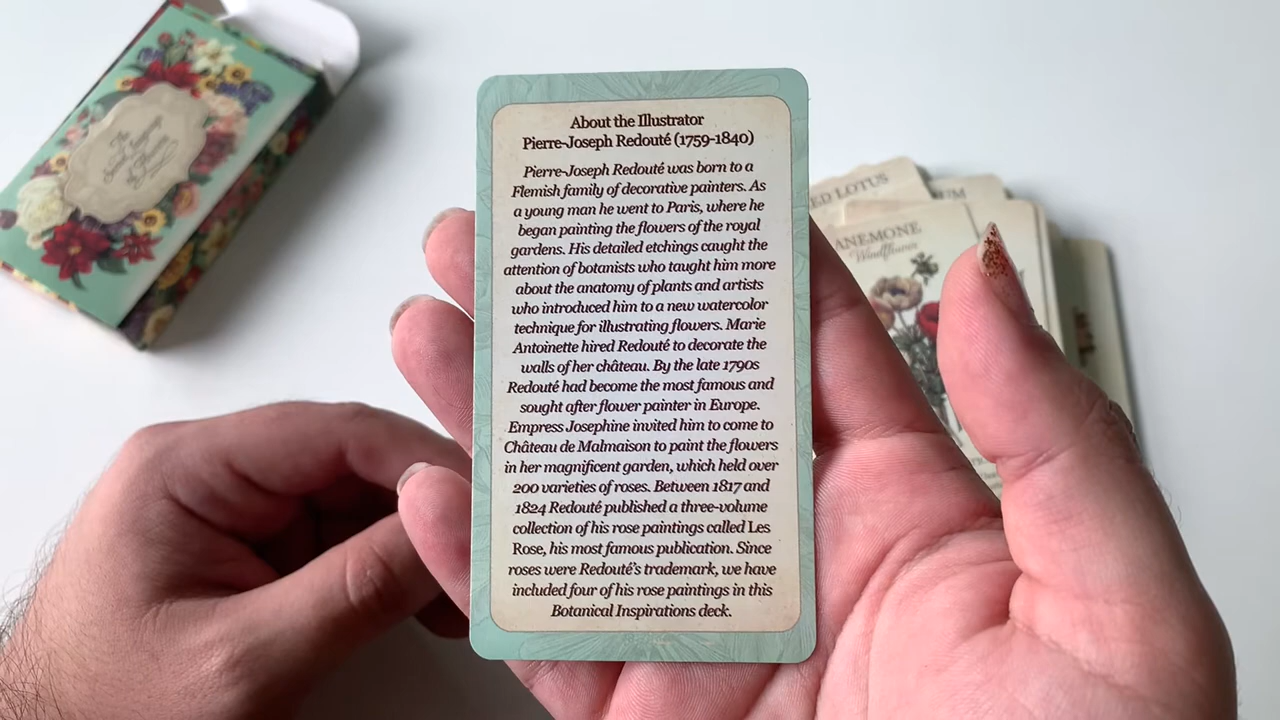 About the Illustrator
Pierre-Joseph Redouté (1759-1840)
Pierre-Joseph Redouté was born to a
Flemish family of decorative painters. As
a young man he went to Paris, where he
began painting the flowers of the royal
gardens. His detailed etchings caught the
attention of botanists who taught him more
about the anatomy of plants and artists
who introduced him to a new watercolor
technique for illustrating flowers. Marie
Antoinette hired Redouté to decorate the
walls of her château. By the late 1790s
Redouté had become the most famous and
sought after flower painter in Europe.
Empress Josephine invited him to come to
Château de Malmaison to paint the flowers
in her magnificent garden, which held over
200 varieties of roses. Between 1817 and
1824 Redouté published a three-volume
collection of his rose paintings called Les
Rose, his most famous publication. Since
roses were Redouté's trademark, we have
included four of his rose paintings in this
Botanical Inspirations deck.
ED LOTUS
UM
ANEMONE
Windflower
The
of Flowers